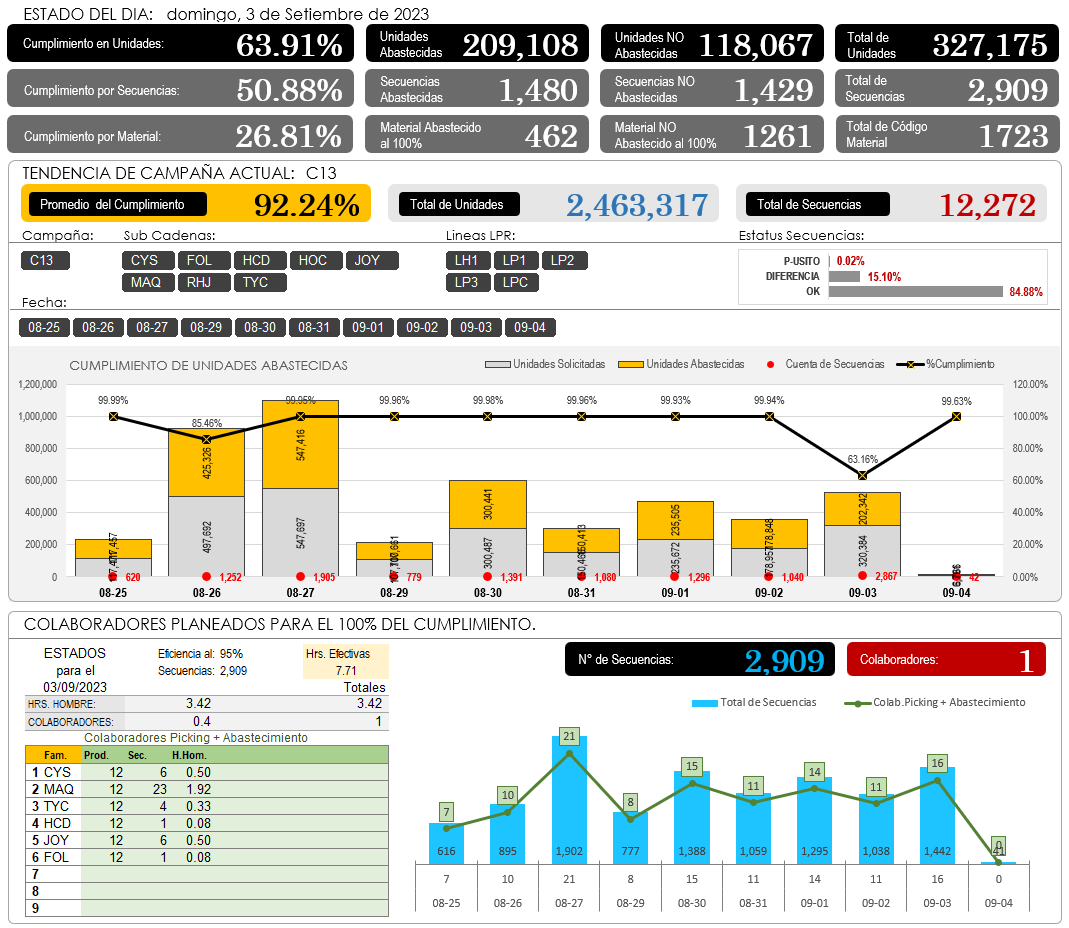 ESTADO DEL DIA: domingo, 3 de Setiembre de 2023
Cumplimiento en Unidades: 63.91%
Unidades Abastecidas 209,108
Unidades NO Abastecidas 118,067
Total de Unidades 327,175
Cumplimiento por Secuencias: 50.88%
Secuencias Abastecidas 1,480
Secuencias NO Abastecidas 1,429
Total de Secuencias 2,909
Cumplimiento por Material: 26.81%
Material Abastecido al 100% 462
Material NO Abastecido al 100% 1261
Total de Código Material 1723
TENDENCIA DE CAMPAÑA ACTUAL: C13
Promedio del Cumplimiento 92.24%
Total de Unidades 2,463,317
Total de Secuencias 12,272
Campaña: Sub Cadenas: Lineas LPR: Estatus Secuencias:
C13 CYS FOL HCD HOC JOY LH1 LP1 LP2
MAQ RHJ TYC LP3 LPC
P-USITO 0.02%
DIFERENCIA 15.10%
OK 84.88%
Fecha:
08-25 08-26 08-27 08-29 08-30 08-31 09-01 09-02 09-03 09-04
CUMPLIMIENTO DE UNIDADES ABASTECIDAS
Unidades Solicitadas Unidades Abastecidas Cuenta de Secuencias %Cumplimiento
1,200,000 120.00%
1,000,000 100.00%
800,000 80.00%
600,000 60.00%
400,000 40.00%
200,000 20.00%
0 0.00%
99.99% 85.46% 99.95% 99.96% 99.98% 99.96% 99.93% 99.94% 63.16% 99.63%
425,326 547,416 300,441 235,505 202,342
497,692 547,697 300,487 235,672 320,384
620 1,252 1,905 779 1,391 1,080 1,296 1,040 2,867 42
08-25 08-26 08-27 08-29 08-30 08-31 09-01 09-02 09-03 09-04
COLABORADORES PLANEADOS PARA EL 100% DEL CUMPLIMIENTO.
ESTADOS
para el
03/09/2023
Eficiencia al: 95%
Secuencias: 2,909
Hrs. Efectivas
7.71
Totales
HRS. HOMBRE: 3.42 3.42
COLABORADORES: 0.4 1
Colaboradores Picking + Abastecimiento
Fam. Prod. Sec. H.Hom.
1 CYS 12 6 0.50
2 MAQ 12 23 1.92
3 TYC 12 4 0.33
4 HCD 12 1 0.08
5 JOY 12 6 0.50
6 FOL 12 1 0.08
7
8
9
N° de Secuencias: 2,909
Colaboradores: 1
Total de Secuencias Colab.Picking + Abastecimiento
7 10 21 8 15 11 14 11 16 0
616 895 1,902 777 1,388 1,059 1,295 1,038 1,442 41
7 10 21 8 15 11 14 11 16 0
08-25 08-26 08-27 08-29 08-30 08-31 09-01 09-02 09-03 09-04